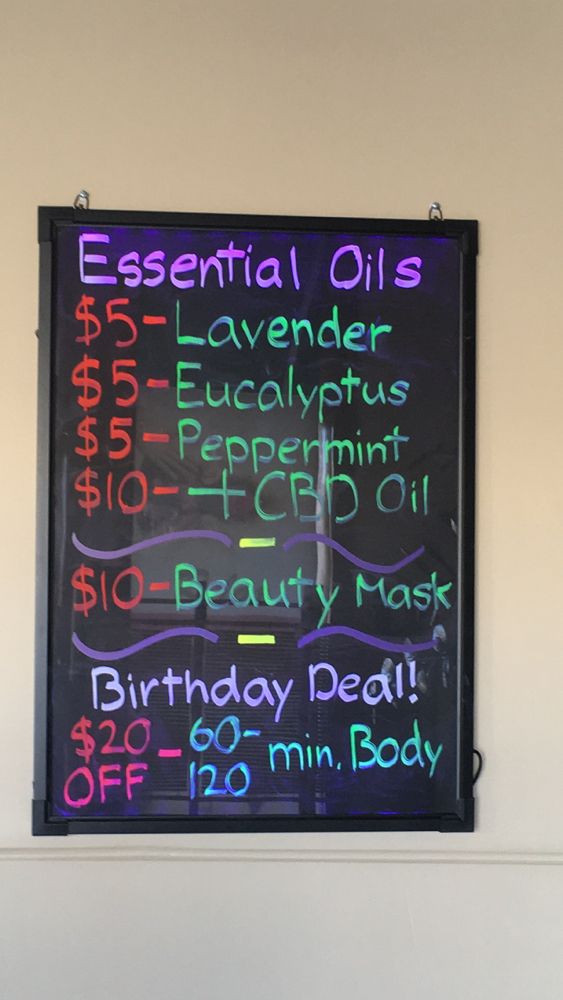 Essential Oils
$5-Lavender
$5-Eucalyptus
$5-Peppermint
$10-+CBD Oil
$10-Beauty Mask
Birthday Deal!
$20 OFF - 60-120 min. Body